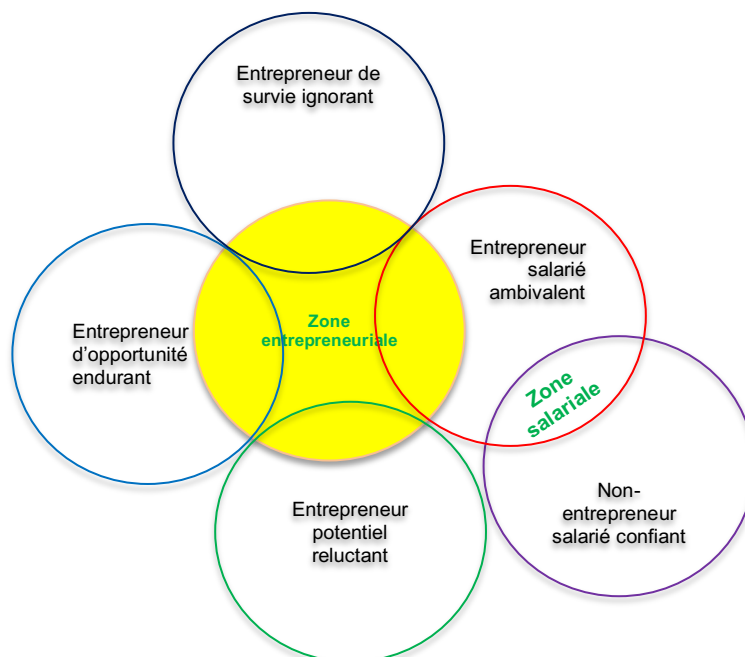 Entrepreneur de
survie ignorant
Entrepreneur
salarié
ambivalent
Zone
entrepreneuriale
Entrepreneur
d’opportunité
endurant
Zone
salariale
Non-
entrepreneur
salarié confiant
Entrepreneur
potentiel
reluctant